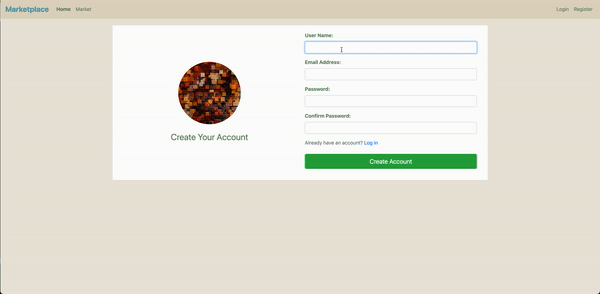 Marketplace Home Market Login Register
User Name:
Email Address:
Password:
Confirm Password:
Already have an account? Log in
Create Your Account
Create Account